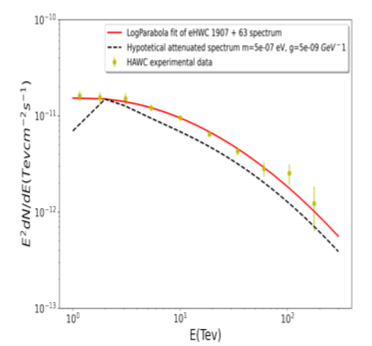 LogParabola fit of eHWC 1907 + 63 spectrum
Hypotetical attenuated spectrum m=5e-07 eV, g=5e-09 GeV⁻1
HAWC experimental data
E²dN/dE(Tevcm⁻²s⁻¹)
10⁻¹⁰
10⁻¹¹
10⁻¹²
10⁻¹³
10⁰ 10¹ 10²
E(Tev)